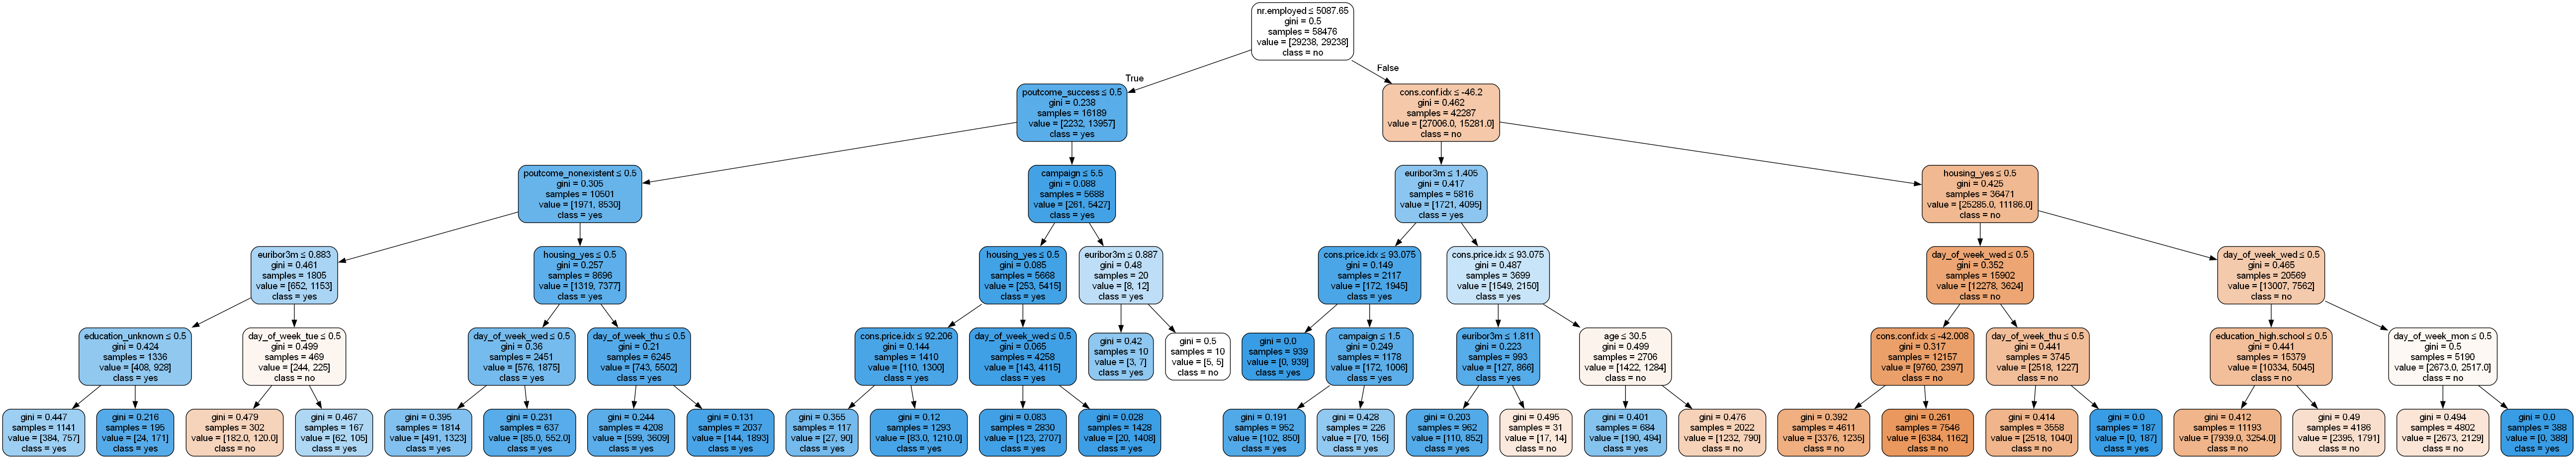 nr.employed ≤ 5087.65
gini = 0.5
samples = 58476
value = [29238, 29238]
class = no
True
False
poutcome_success ≤ 0.5
gini = 0.238
samples = 16189
value = [2232, 13957]
class = yes
cons.conf.idx ≤ -46.2
gini = 0.462
samples = 42287
value = [27006.0, 15281.0]
class = no
poutcome_nonexistent ≤ 0.5
gini = 0.305
samples = 10501
value = [1971, 8530]
class = yes
campaign ≤ 5.5
gini = 0.088
samples = 5688
value = [261, 5427]
class = yes
euribor3m ≤ 1.405
gini = 0.417
samples = 5816
value = [1721, 4095]
class = yes
housing_yes ≤ 0.5
gini = 0.425
samples = 36471
value = [25285.0, 11186.0]
class = no
euribor3m ≤ 0.883
gini = 0.461
samples = 1805
value = [652, 1153]
class = yes
housing_yes ≤ 0.5
gini = 0.257
samples = 8696
value = [1319, 7377]
class = yes
housing_yes ≤ 0.5
gini = 0.085
samples = 5668
value = [253, 5415]
class = yes
euribor3m ≤ 0.887
gini = 0.48
samples = 20
value = [8, 12]
class = yes
cons.price.idx ≤ 93.075
gini = 0.149
samples = 2117
value = [172, 1945]
class = yes
cons.price.idx ≤ 93.075
gini = 0.487
samples = 3699
value = [1549, 2150]
class = yes
day_of_week_wed ≤ 0.5
gini = 0.352
samples = 15902
value = [12278, 3624]
class = no
day_of_week_wed ≤ 0.5
gini = 0.465
samples = 20569
value = [13007, 7562]
class = no
education_unknown ≤ 0.5
gini = 0.424
samples = 1336
value = [408, 928]
class = yes
day_of_week_tue ≤ 0.5
gini = 0.499
samples = 469
value = [244, 225]
class = no
day_of_week_wed ≤ 0.5
gini = 0.36
samples = 2451
value = [576, 1875]
class = yes
day_of_week_thu ≤ 0.5
gini = 0.21
samples = 6245
value = [743, 5502]
class = yes
cons.price.idx ≤ 92.206
gini = 0.144
samples = 1410
value = [110, 1300]
class = yes
day_of_week_wed ≤ 0.5
gini = 0.065
samples = 4258
value = [143, 4115]
class = yes
gini = 0.42
samples = 10
value = [3, 7]
class = yes
gini = 0.5
samples = 10
value = [5, 5]
class = no
gini = 0.0
samples = 939
value = [0, 939]
class = yes
campaign ≤ 1.5
gini = 0.249
samples = 1178
value = [172, 1006]
class = yes
euribor3m ≤ 1.811
gini = 0.223
samples = 993
value = [127, 866]
class = yes
age ≤ 30.5
gini = 0.499
samples = 2706
value = [1422, 1284]
class = no
cons.conf.idx ≤ -42.008
gini = 0.317
samples = 12157
value = [9760, 2397]
class = no
day_of_week_thu ≤ 0.5
gini = 0.441
samples = 3745
value = [2518, 1227]
class = no
education_high.school ≤ 0.5
gini = 0.441
samples = 15379
value = [10334, 5045]
class = no
day_of_week_mon ≤ 0.5
gini = 0.5
samples = 5190
value = [2673.0, 2517.0]
class = no
gini = 0.447
samples = 1141
value = [384, 757]
class = yes
gini = 0.216
samples = 195
value = [24, 171]
class = yes
gini = 0.479
samples = 302
value = [182.0, 120.0]
class = no
gini = 0.467
samples = 167
value = [62, 105]
class = yes
gini = 0.395
samples = 1814
value = [491, 1323]
class = yes
gini = 0.231
samples = 637
value = [85.0, 552.0]
class = yes
gini = 0.244
samples = 4208
value = [599, 3609]
class = yes
gini = 0.131
samples = 2037
value = [144, 1893]
class = yes
gini = 0.355
samples = 117
value = [27, 90]
class = yes
gini = 0.12
samples = 1293
value = [83.0, 1210.0]
class = yes
gini = 0.083
samples = 2830
value = [123, 2707]
class = yes
gini = 0.028
samples = 1428
value = [20, 1408]
class = yes
gini = 0.191
samples = 952
value = [102, 850]
class = yes
gini = 0.428
samples = 226
value = [70, 156]
class = yes
gini = 0.203
samples = 962
value = [110, 852]
class = yes
gini = 0.495
samples = 31
value = [17, 14]
class = no
gini = 0.401
samples = 684
value = [190, 494]
class = yes
gini = 0.476
samples = 2022
value = [1232, 790]
class = no
gini = 0.392
samples = 4611
value = [3376, 1235]
class = no
gini = 0.261
samples = 7546
value = [6384, 1162]
class = no
gini = 0.414
samples = 3558
value = [2518, 1040]
class = no
gini = 0.0
samples = 187
value = [0, 187]
class = yes
gini = 0.412
samples = 11193
value = [7939.0, 3254.0]
class = no
gini = 0.49
samples = 4186
value = [2395, 1791]
class = no
gini = 0.494
samples = 4802
value = [2673, 2129]
class = no
gini = 0.0
samples = 388
value = [0, 388]
class = yes